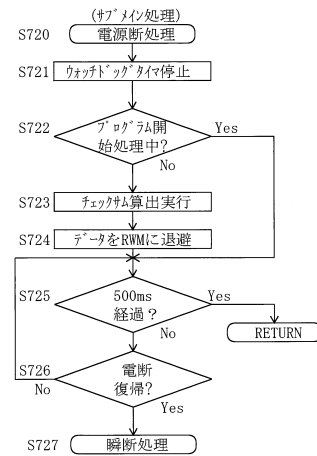 (ｻﾌﾞﾒｲﾝ処理)
S720 電源断処理
S721 ｳｫｯﾁﾄﾞｯｸﾞﾀｲﾏ停止
S722 ﾌﾟﾛｸﾞﾗﾑ開
始処理中?
Yes
No
S723 ﾁｪｯｸｻﾑ算出実行
S724 ﾃﾞｰﾀをRWMに退避
S725 500ms
経過？
Yes
No
RETURN
S726 電断
復帰?
No
Yes
S727 瞬断処理